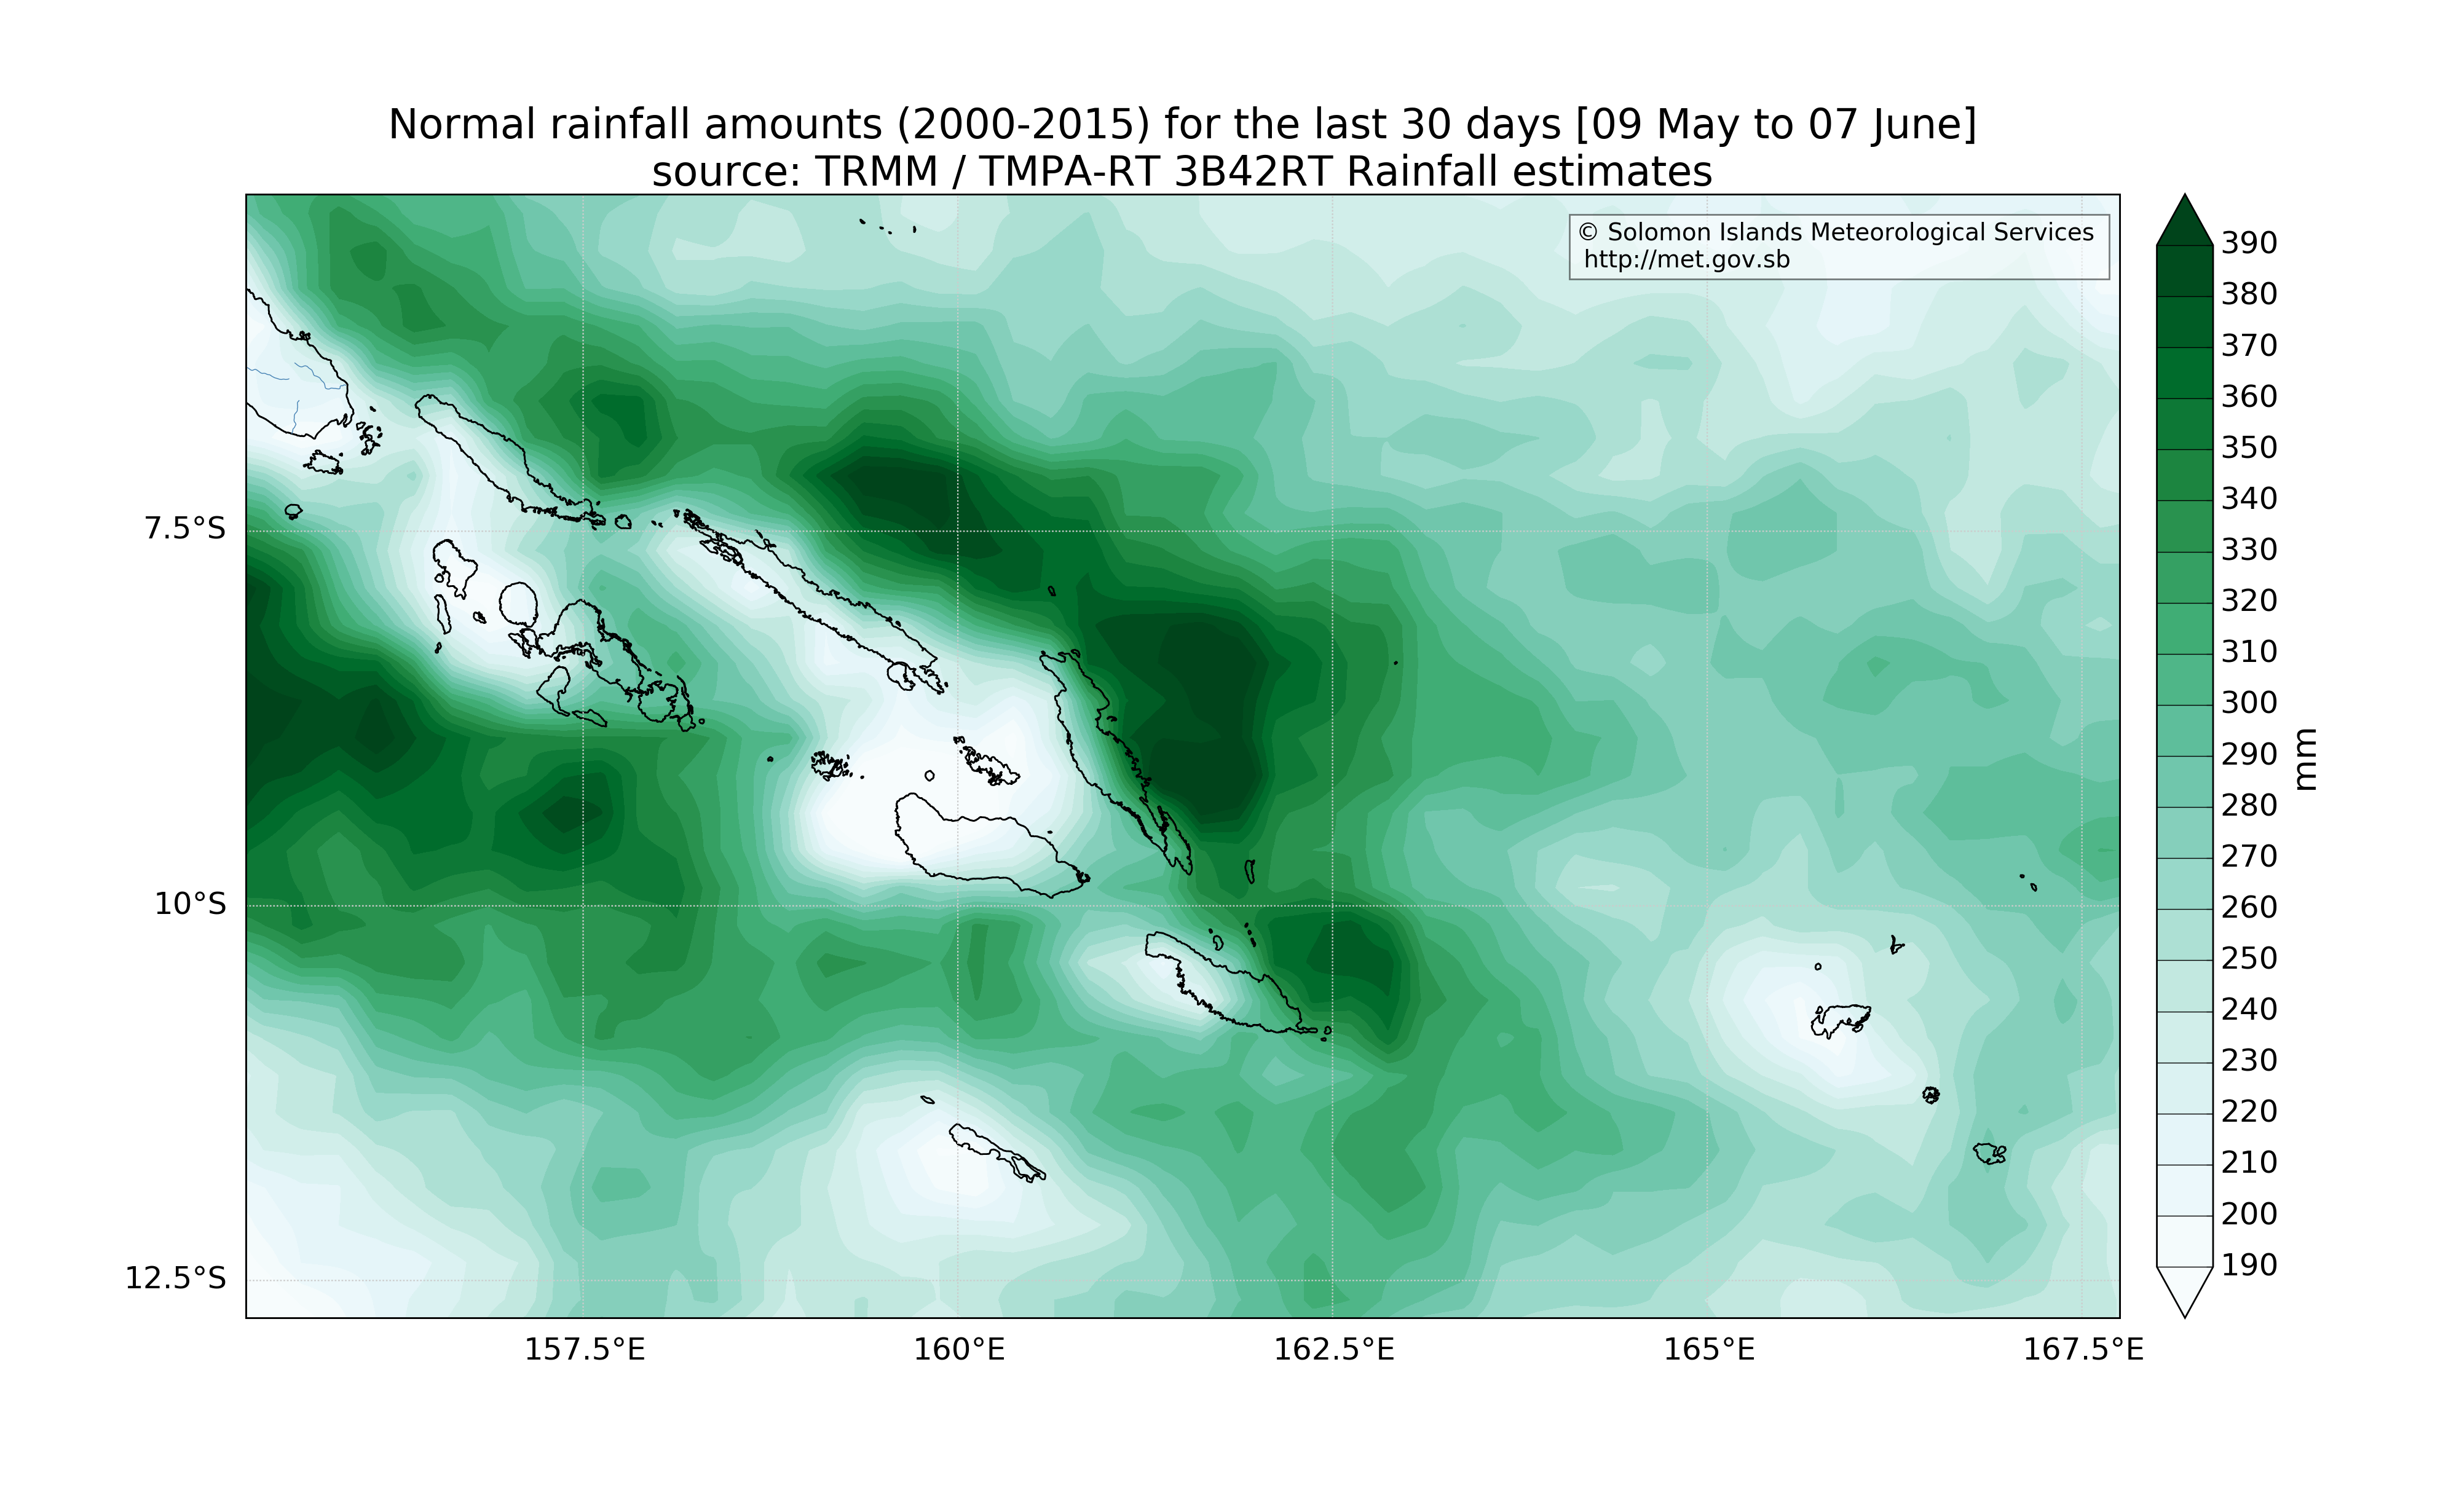 Normal rainfall amounts (2000-2015) for the last 30 days [09 May to 07 June]
source: TRMM / TMPA-RT 3B42RT Rainfall estimates
© Solomon Islands Meteorological Services
http://met.gov.sb
7.5°S
10°S
12.5°S
157.5°E
160°E
162.5°E
165°E
167.5°E
390
380
370
360
350
340
330
320
310
300
290
280
270
260
250
240
230
220
210
200
190
mm